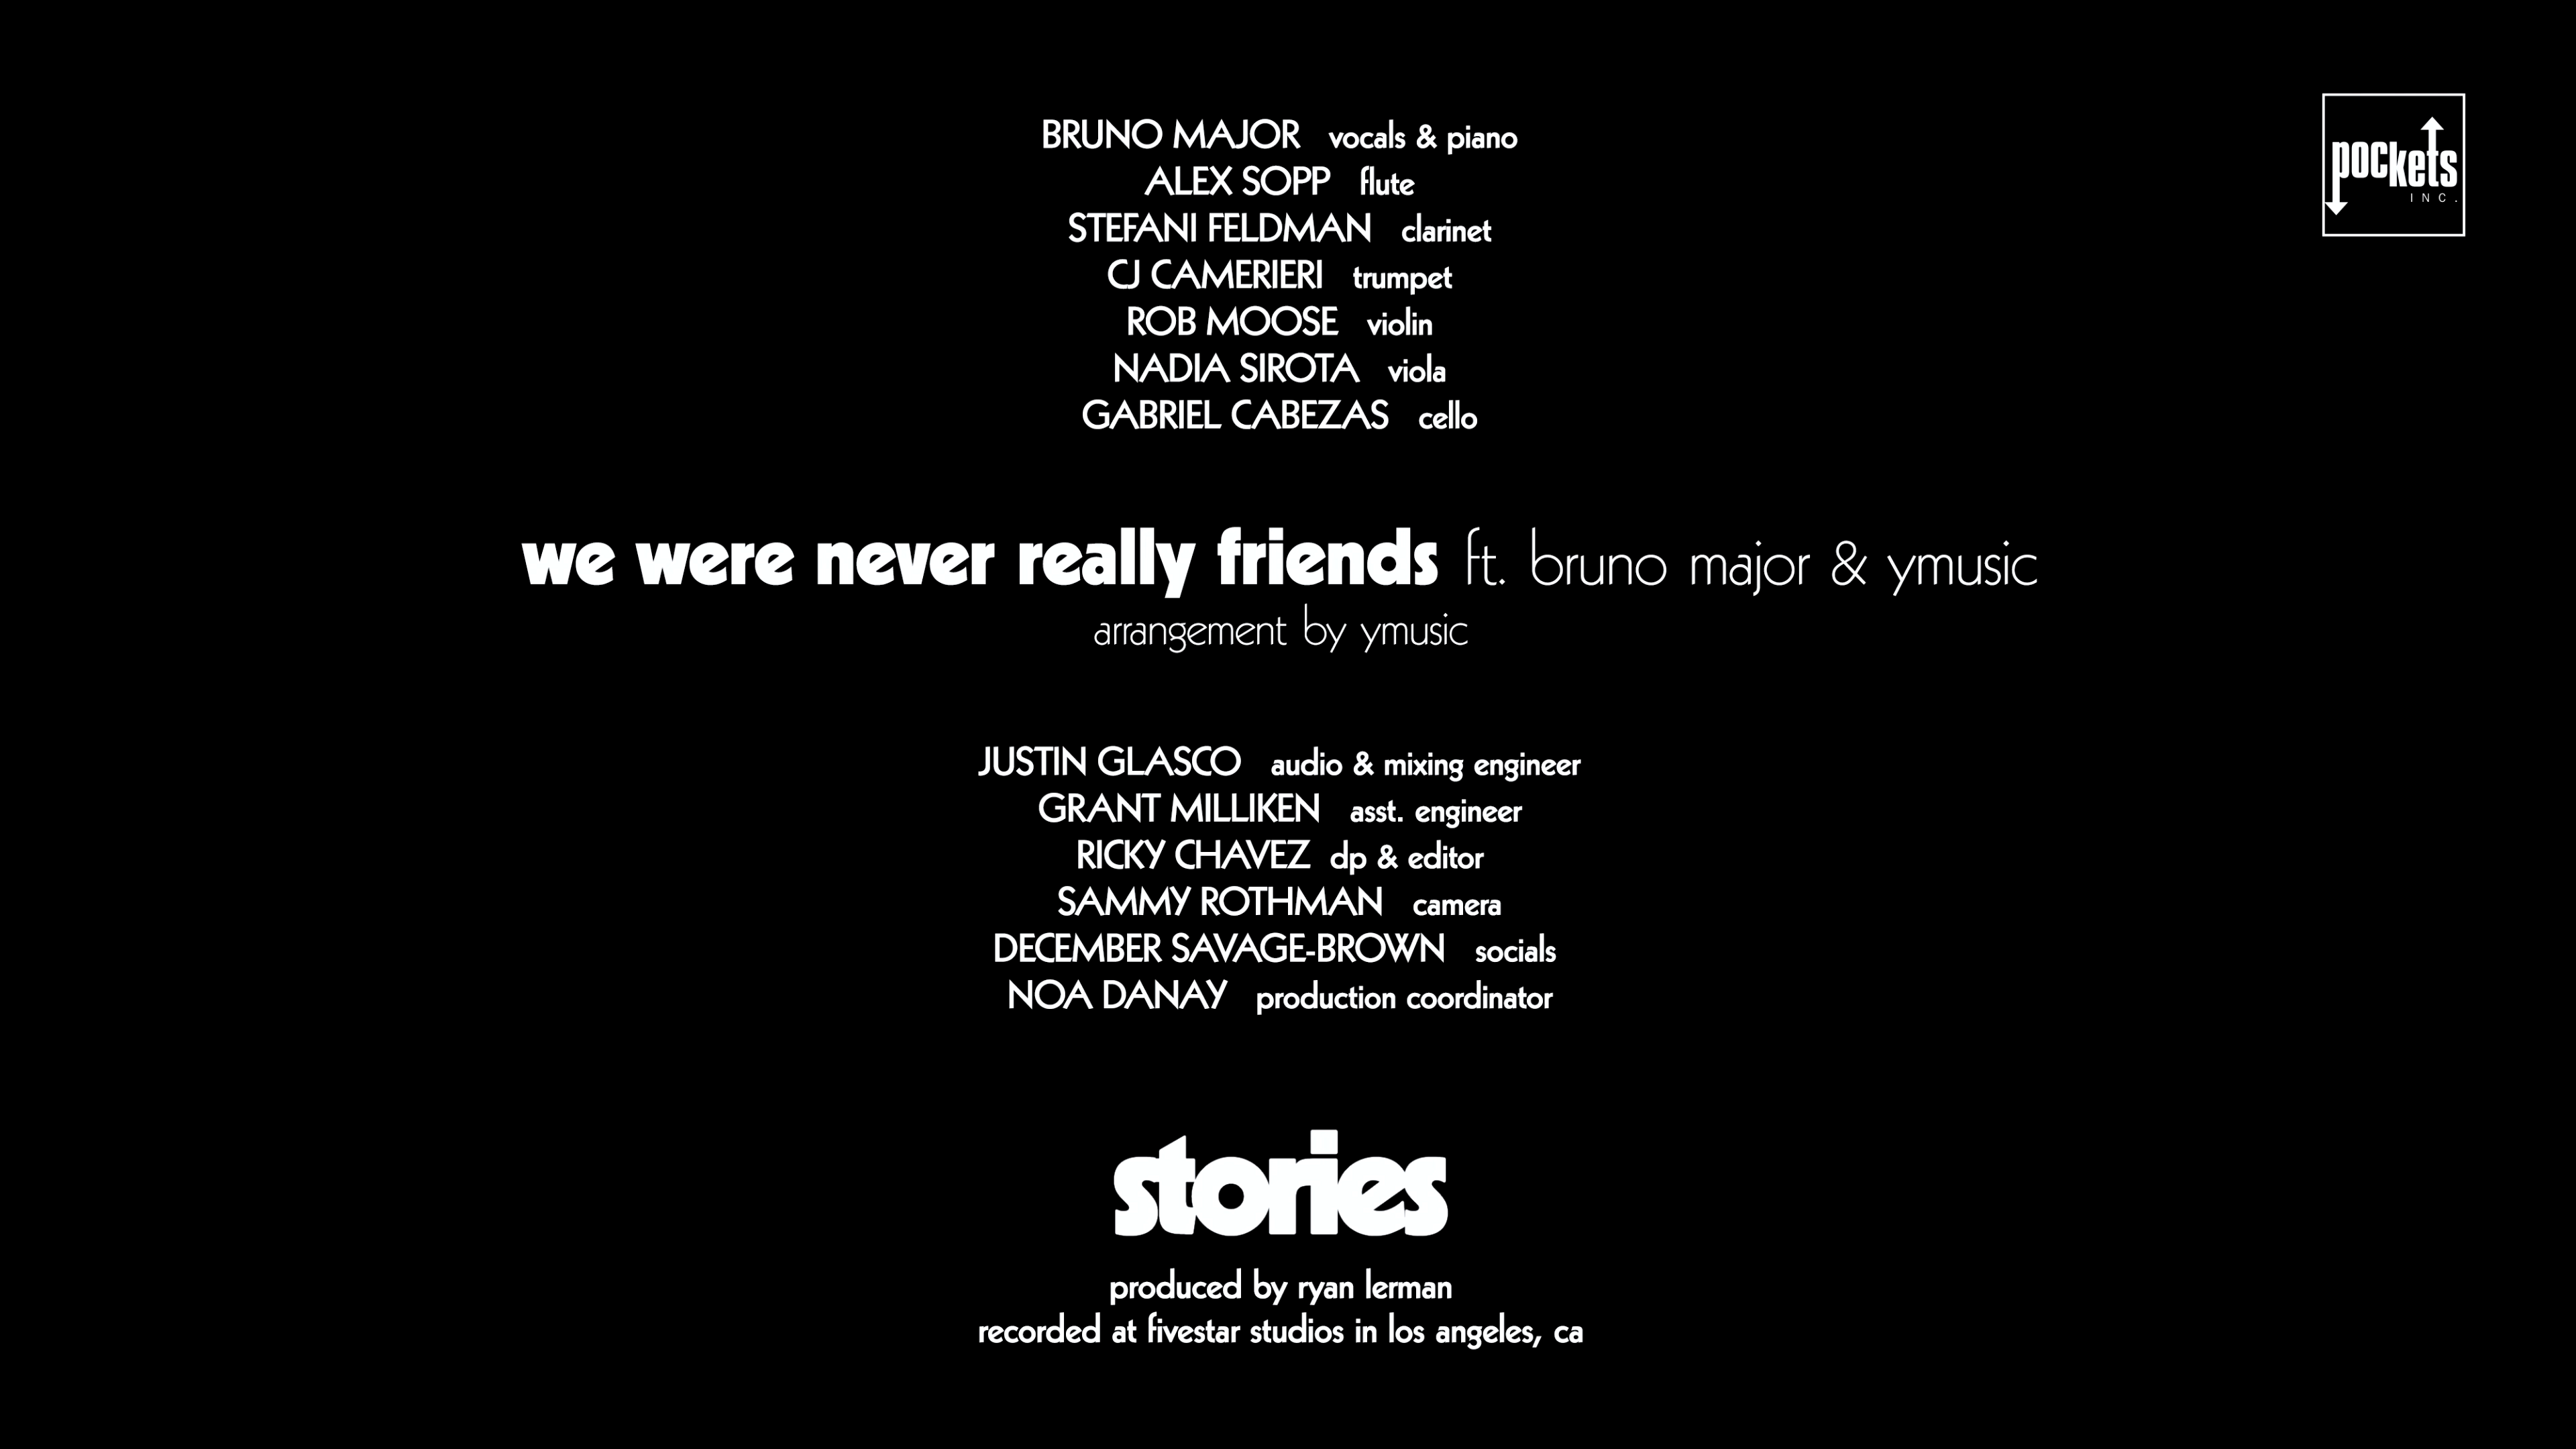 BRUNO MAJOR vocals & piano
ALEX SOPP flute
STEFANI FELDMAN clarinet
CJ CAMERIERI trumpet
ROB MOOSE violin
NADIA SIROTA viola
GABRIEL CABEZAS cello
pockets
INC.
we were never really friends ft. bruno major & ymusic
arrangement by ymusic
JUSTIN GLASCO audio & mixing engineer
GRANT MILLIKEN asst. engineer
RICKY CHAVEZ dp & editor
SAMMY ROTHMAN camera
DECEMBER SAVAGE-BROWN socials
NOA DANAY production coordinator
stories
produced by ryan lerman
recorded at fivestar studios in los angeles, ca